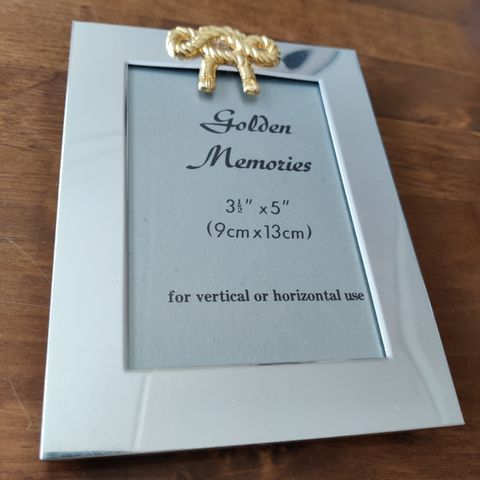 Golden
Memories
3½" x 5"
(9cm x 13cm)
for vertical or horizontal use